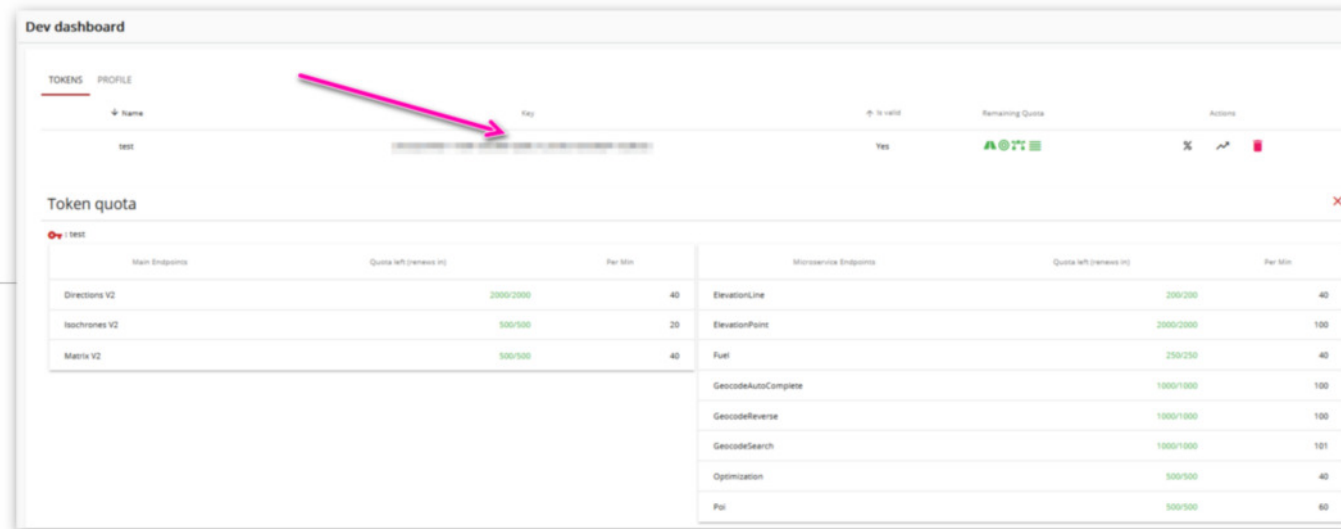 Dev dashboard
TOKENS PROFILE
Name Key Is valid Remaining Quota Actions
test Yes
Token quota
: test
Main Endpoints Quota left (renews in) Per Min
Directions V2 2000/2000 40
Isochrones V2 500/500 20
Matrix V2 500/500 40
Microservice Endpoints Quota left (renews in) Per Min
ElevationLine 200/200 40
ElevationPoint 2000/2000 100
Fuel 250/250 40
GeocodeAutoComplete 1000/1000 100
GeocodeReverse 1000/1000 100
GeocodeSearch 1000/1000 101
Optimization 500/500 40
Poi 500/500 60